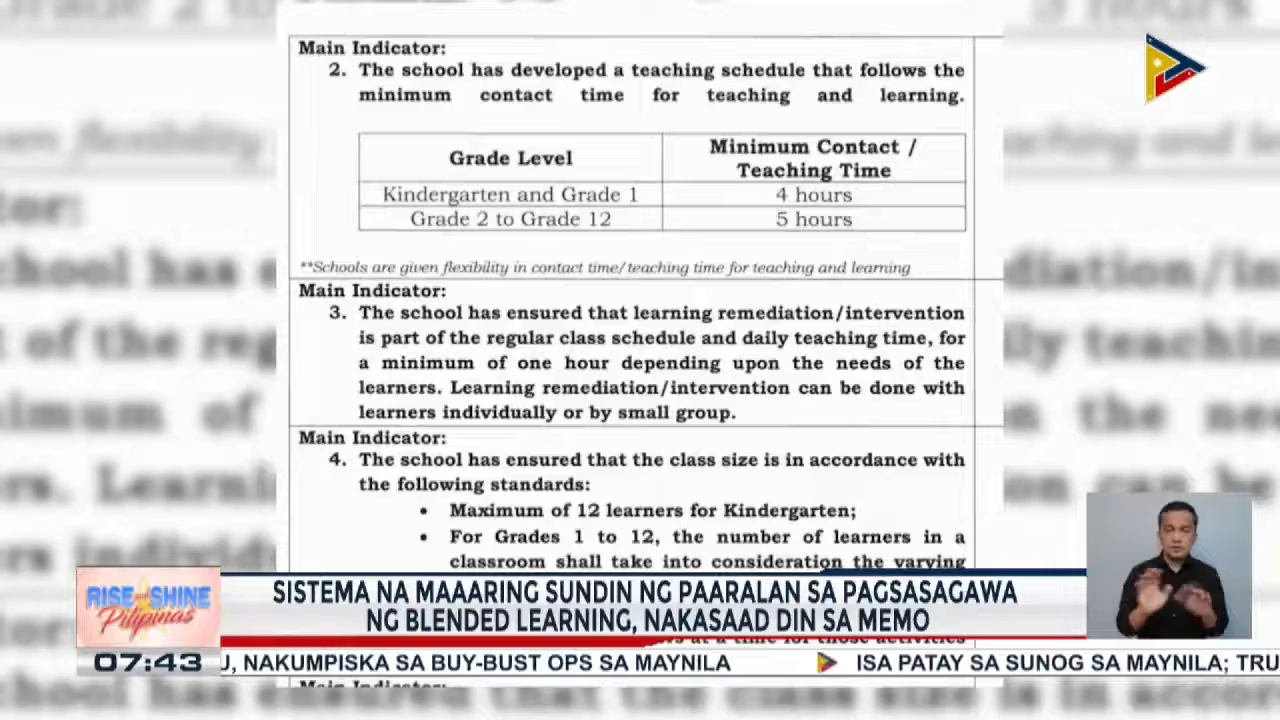 Main Indicator:
2. The school has developed a teaching schedule that follows the
minimum contact time for teaching and learning.
Grade Level
Minimum Contact /
Teaching Time
Kindergarten and Grade 1
4 hours
Grade 2 to Grade 12
5 hours
**Schools are given flexibility in contact time/teaching time for teaching and learning
Main Indicator:
3. The school has ensured that learning remediation/intervention
is part of the regular class schedule and daily teaching time, for
a minimum of one hour depending upon the needs of the
learners. Learning remediation/intervention can be done with
learners individually or by small group.
Main Indicator:
4. The school has ensured that the class size is in accordance with
the following standards:
• Maximum of 12 learners for Kindergarten;
• For Grades 1 to 12, the number of learners in a
classroom shall take into consideration the varying
RISE AND SHINE
Pilipinas
SISTEMA NA MAAARING SUNDIN NG PAARALAN SA PAGSASAGAWA
NG BLENDED LEARNING, NAKASAAD DIN SA MEMO
07:43
J, NAKUMPISKA SA BUY-BUST OPS SA MAYNILA
ISA PATAY SA SUNOG SA MAYNILA; TRU